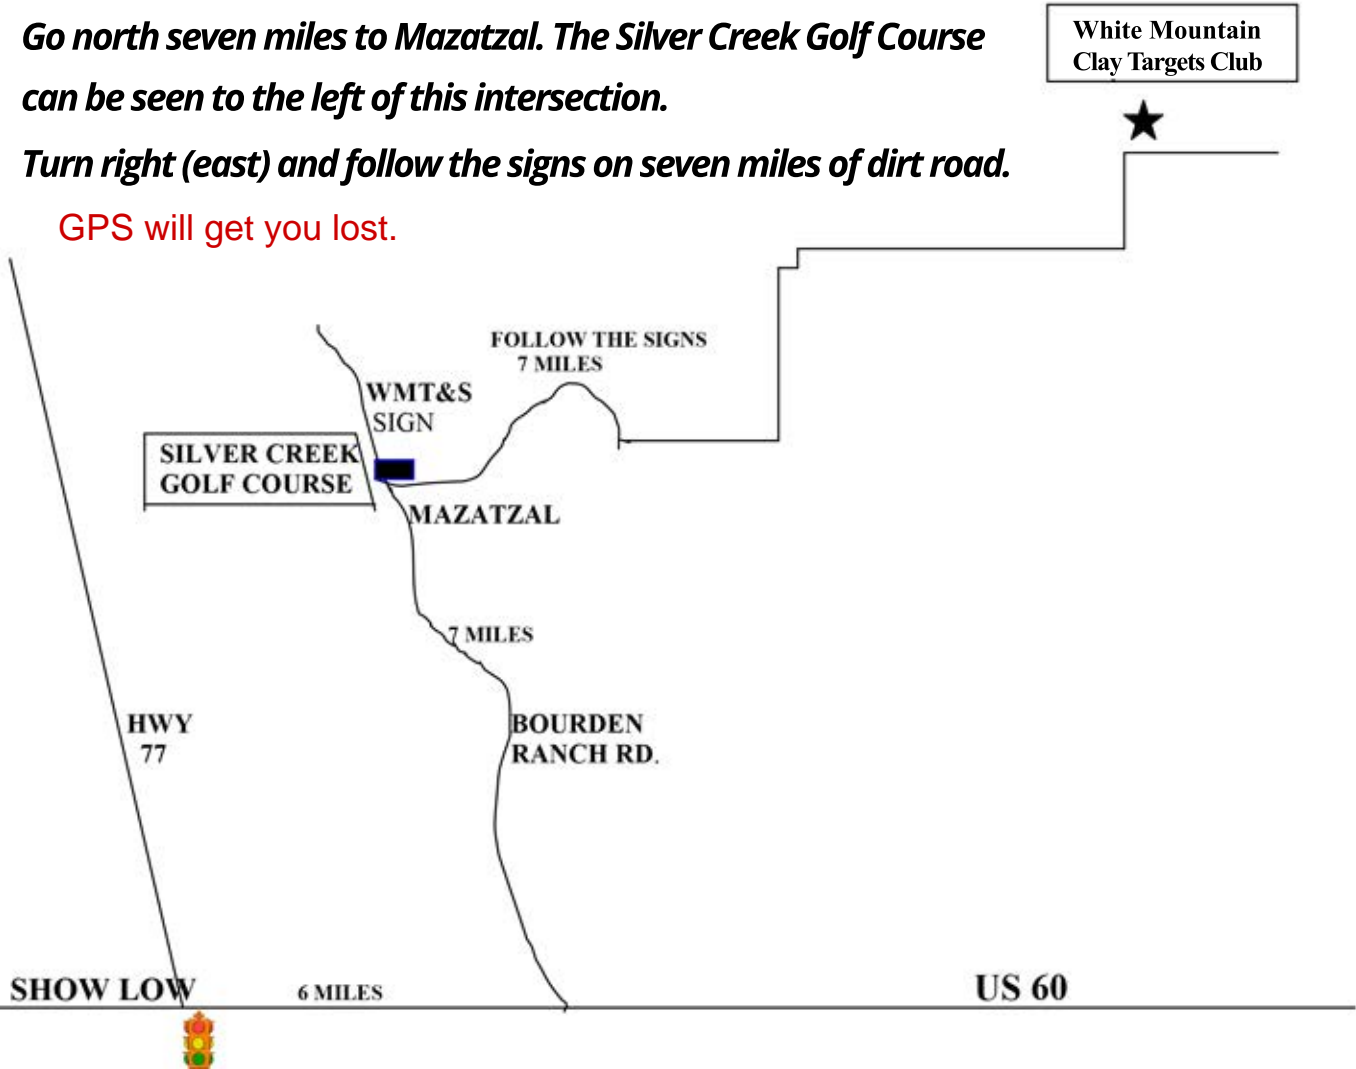 Go north seven miles to Mazatzal. The Silver Creek Golf Course
can be seen to the left of this intersection.
Turn right (east) and follow the signs on seven miles of dirt road.
GPS will get you lost.
White Mountain
Clay Targets Club
FOLLOW THE SIGNS
7 MILES
WMT&S
SIGN
SILVER CREEK
GOLF COURSE
MAZATZAL
7 MILES
BOURDEN
RANCH RD.
HWY
77
SHOW LOW
6 MILES
US 60